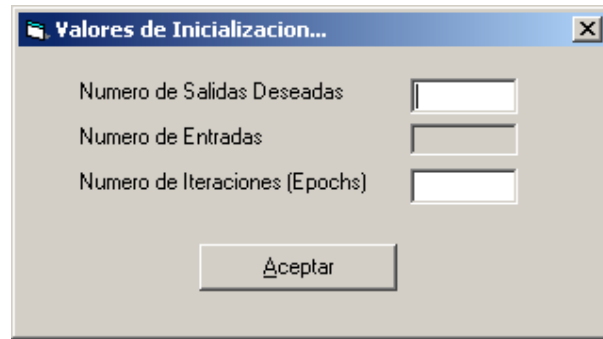 Valores de Inicializacion...
Numero de Salidas Deseadas
Numero de Entradas
Numero de Iteraciones (Epochs)
Aceptar